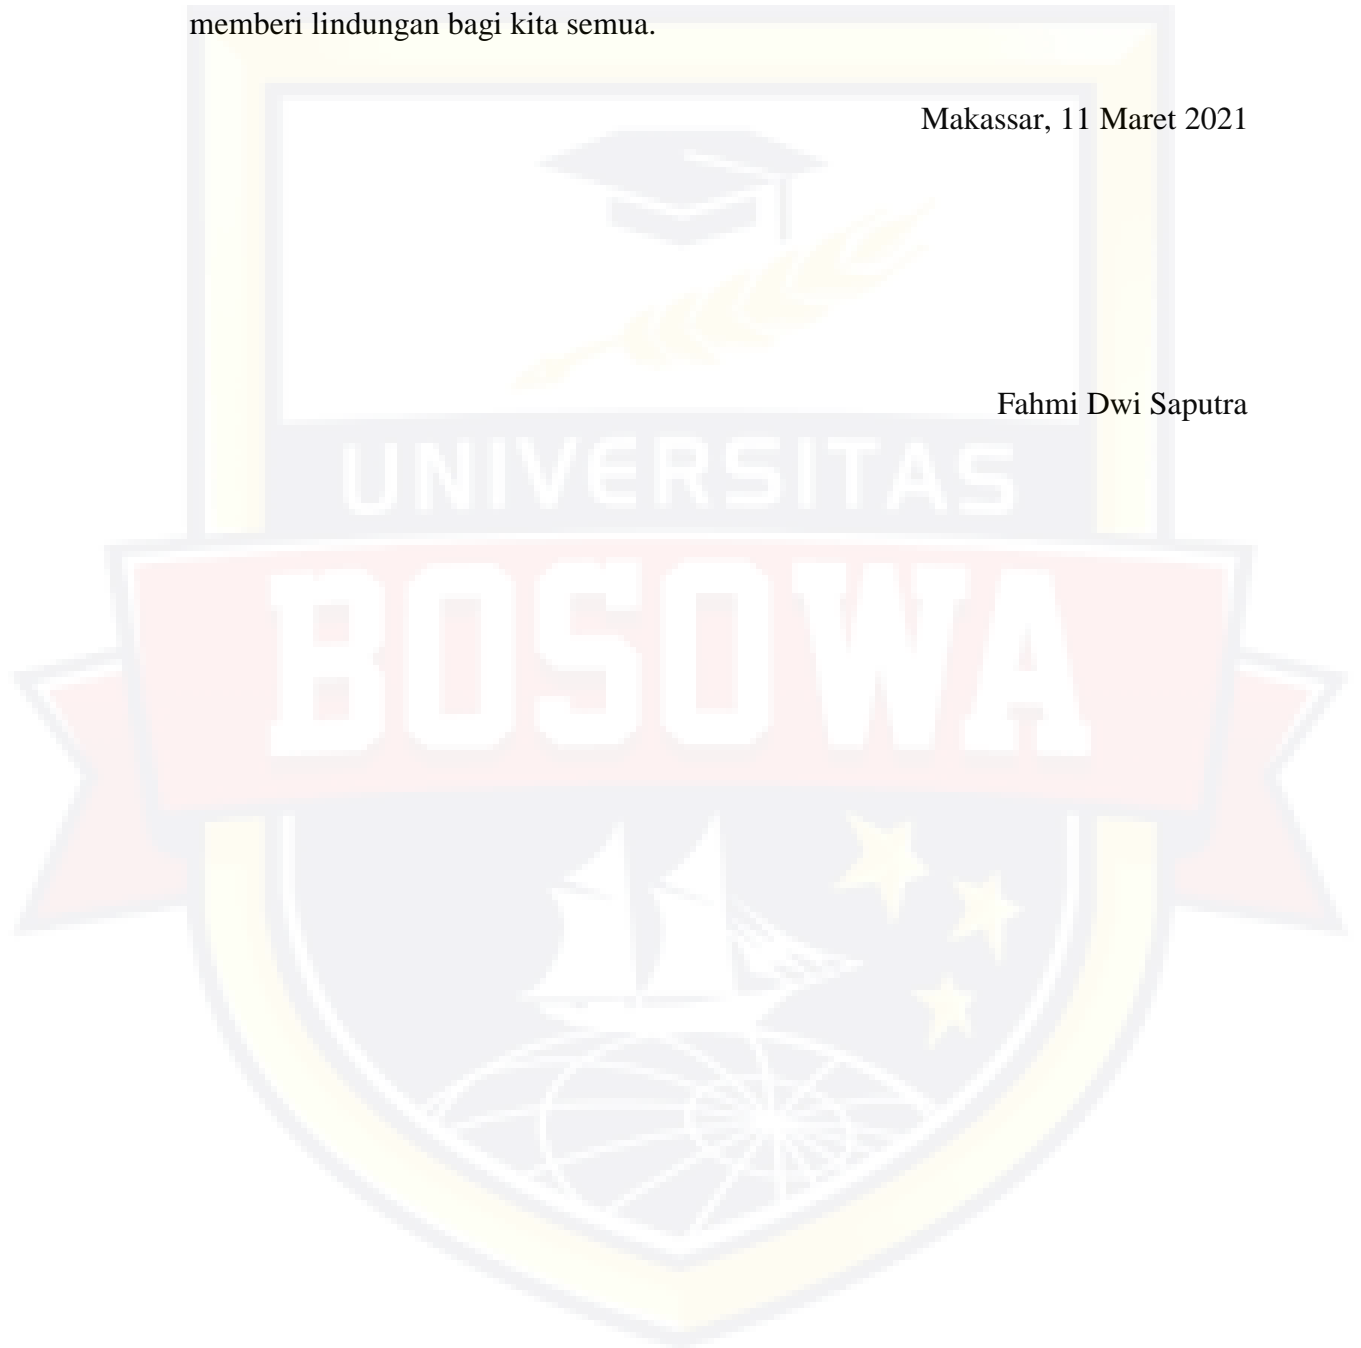 memberi lindungan bagi kita semua.
Makassar, 11 Maret 2021
Fahmi Dwi Saputra
UNIVERSITAS
BOSOWA